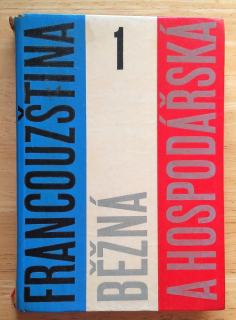 FRANCOUZŠTINA
1
BĚŽNÁ
A HOSPODÁŘSKÁ